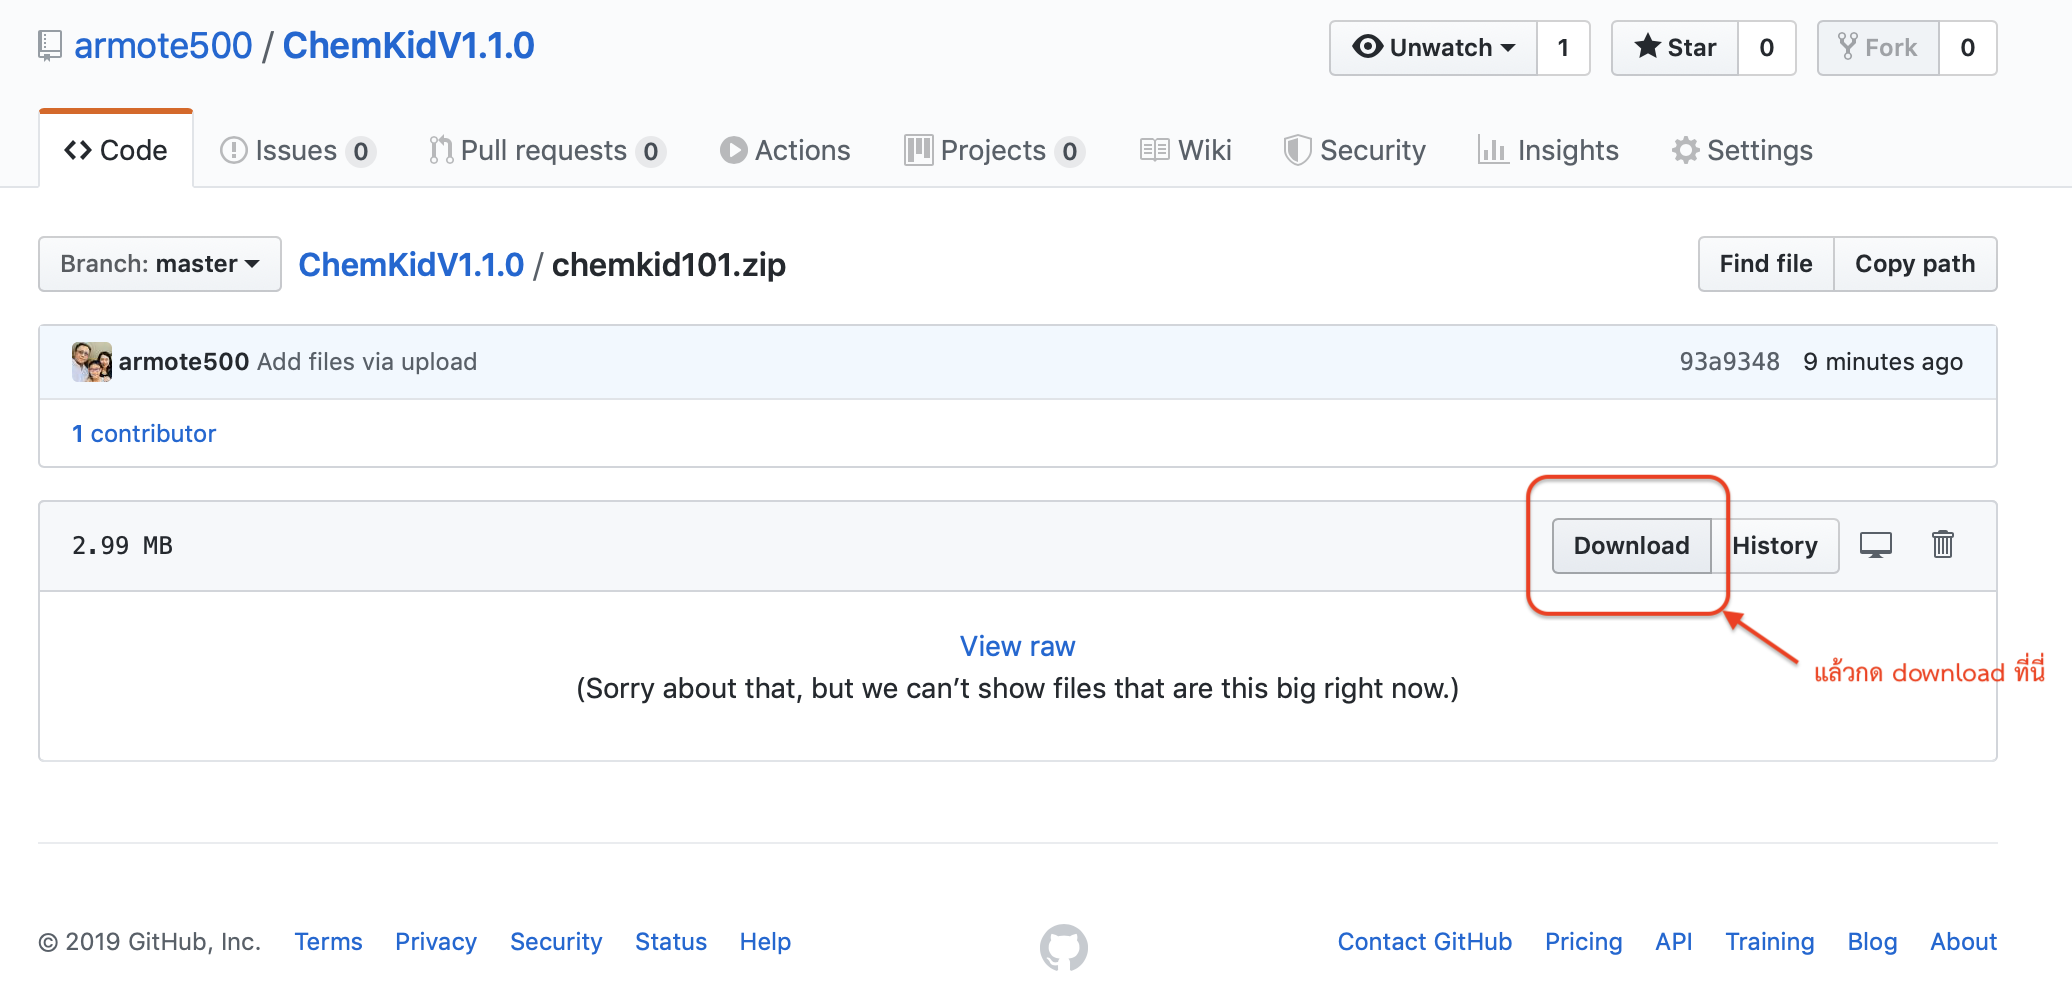 armote500 / ChemKidV1.1.0
Unwatch 1 Star 0 Fork 0
Code Issues 0 Pull requests 0 Actions Projects 0 Wiki Security Insights Settings
Branch: master ChemKidV1.1.0 / chemkid101.zip Find file Copy path
armote500 Add files via upload 93a9348 9 minutes ago
1 contributor
2.99 MB Download History
View raw
(Sorry about that, but we can’t show files that are this big right now.)
แล้วกด download ที่นี่
© 2019 GitHub, Inc. Terms Privacy Security Status Help Contact GitHub Pricing API Training Blog About